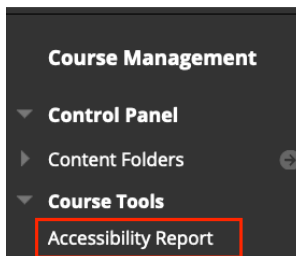 Course Management
Control Panel
Content Folders
Course Tools
Accessibility Report